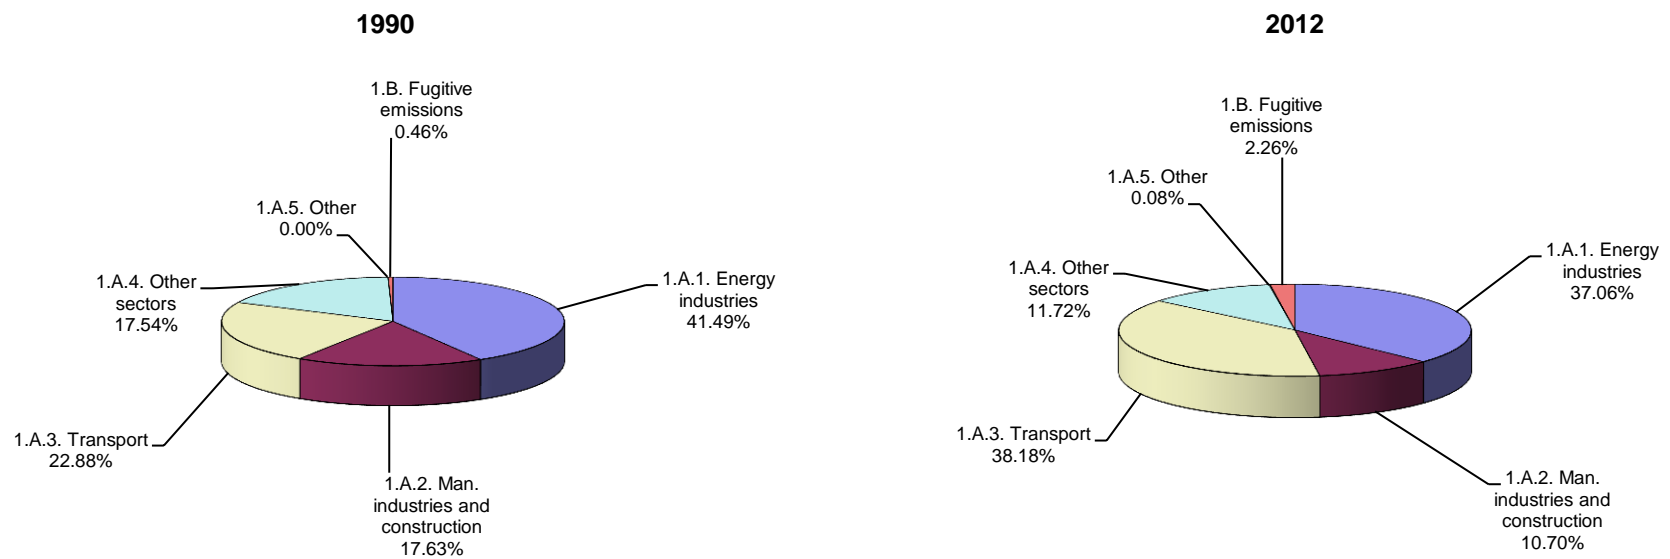 1990
1.B. Fugitive
emissions
0.46%
1.A.5. Other
0.00%
1.A.4. Other
sectors
17.54%
1.A.1. Energy
industries
41.49%
1.A.3. Transport
22.88%
1.A.2. Man.
industries and
construction
17.63%
2012
1.B. Fugitive
emissions
2.26%
1.A.5. Other
0.08%
1.A.4. Other
sectors
11.72%
1.A.1. Energy
industries
37.06%
1.A.3. Transport
38.18%
1.A.2. Man.
industries and
construction
10.70%